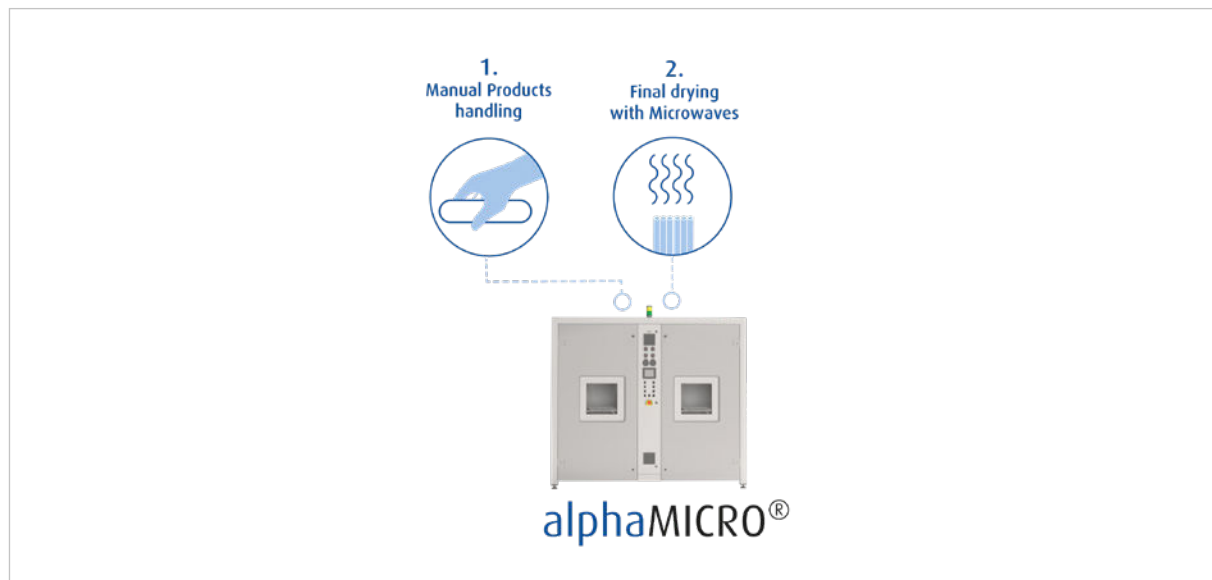 1.
Manual Products
handling
2.
Final drying
with Microwaves
alphaMICRO®